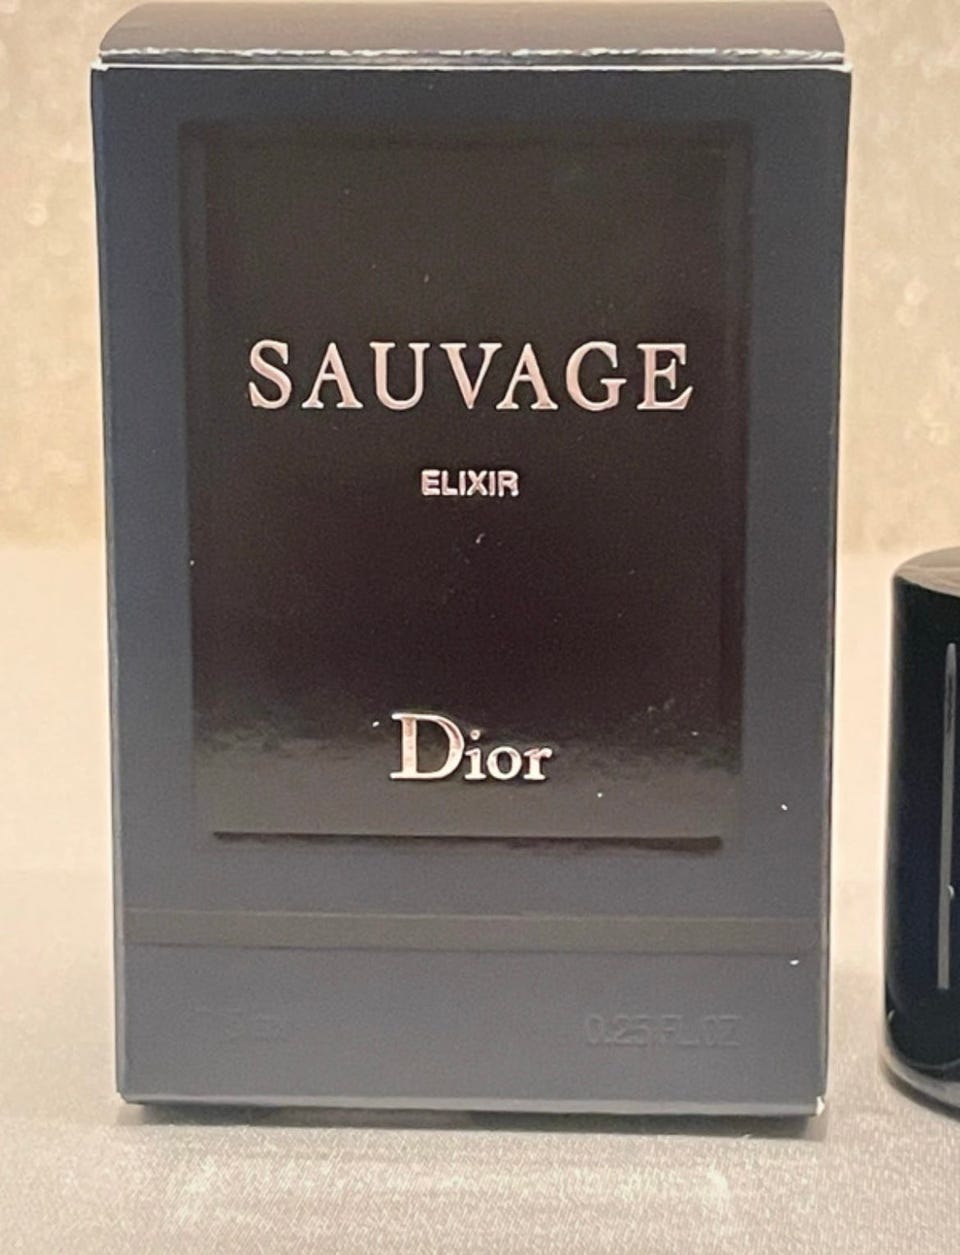 SAUVAGE
ELIXIR
Dior
0.25 FL.OZ